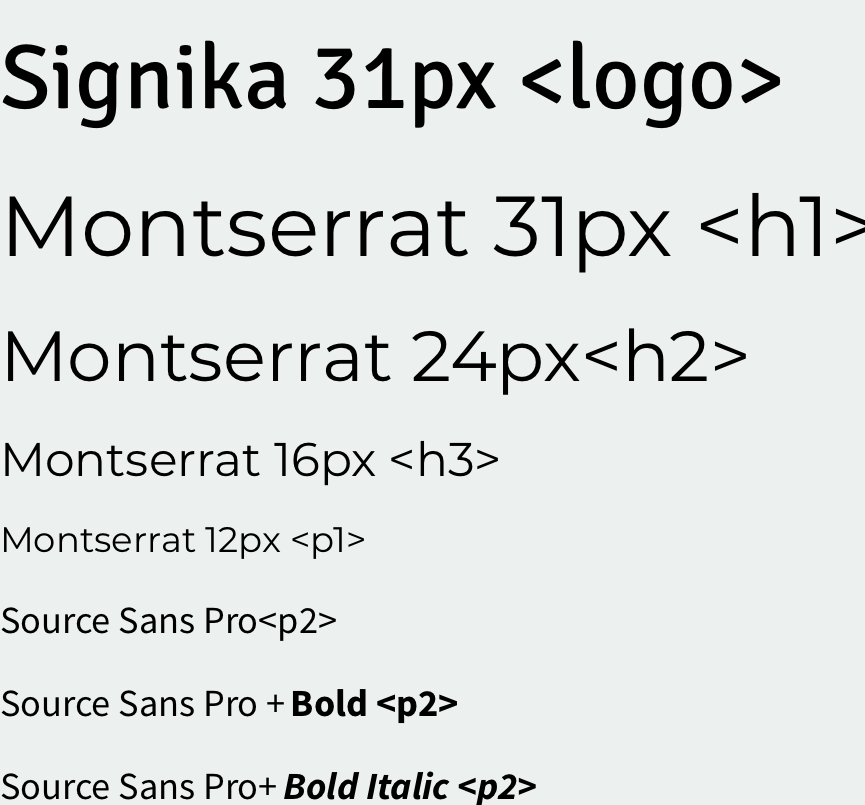 Signika 31px <logo>
Montserrat 31px <h1>
Montserrat 24px<h2>
Montserrat 16px <h3>
Montserrat 12px <p1>
Source Sans Pro<p2>
Source Sans Pro + Bold <p2>
Source Sans Pro+ Bold Italic <p2>